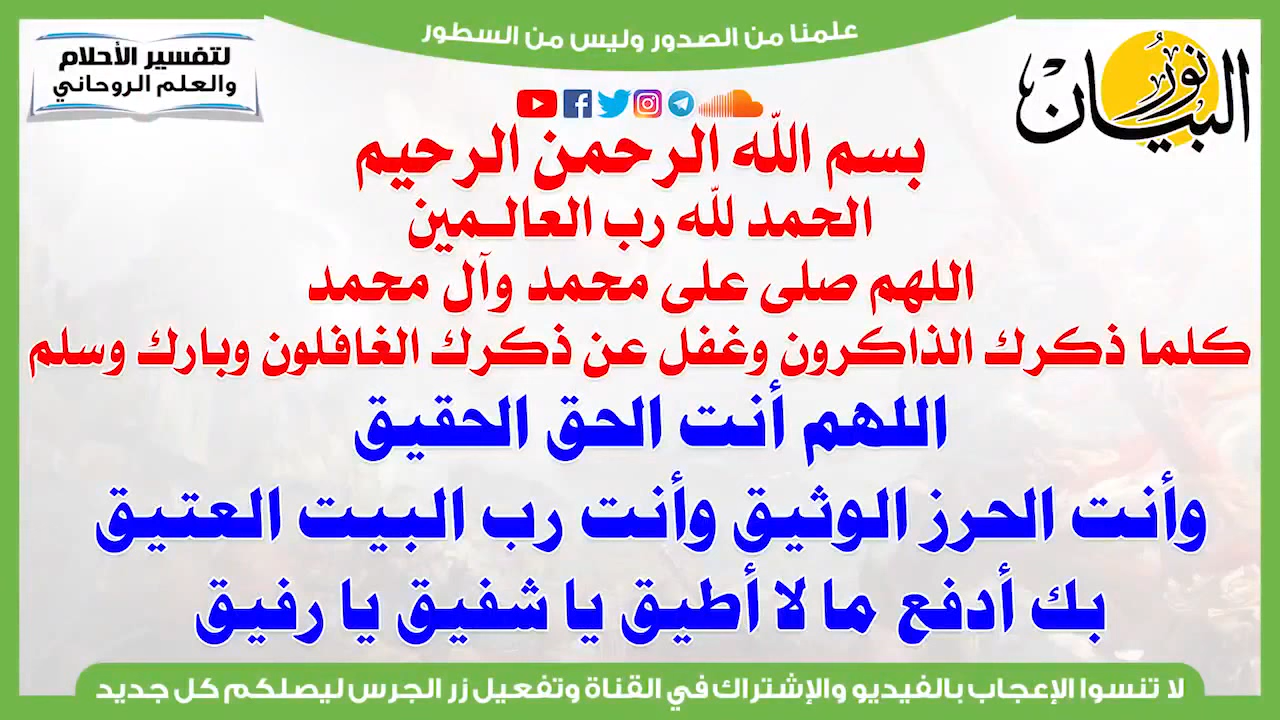 علمنا من الصدور وليس من السطور
نور البيان
لتفسير الأحلام
والعلم الروحاني
بسم الله الرحمن الرحيم
الحمد لله رب العالـمين
اللهم صلى على محمد وآل محمد
كلما ذكرك الذاكرون وغفل عن ذكرك الغافلون وبارك وسلم
اللهم أنت الحق الحقيق
وأنت الحرز الوثيق وأنت رب البيت العتيق
بك أدفع ما لا أطيق يا شفيق يا رفيق
لا تنسوا الإعجاب بالفيديو والإشتراك في القناة وتفعيل زر الجرس ليصلكم كل جديد